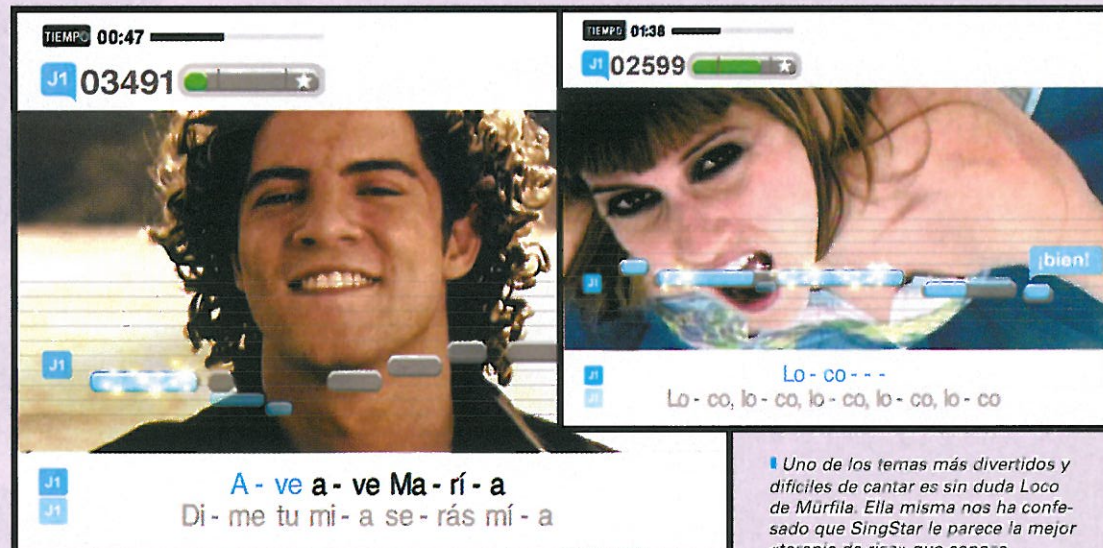 TIEMPO 00:47
J1 03491
J1
J1 A - ve a - ve Ma - rí - a
J1 Di - me tu mi - a se - rás mí - a
TIEMPO 01:38
J1 02599
¡bien!
J1
J1 Lo - co - - -
J1 Lo - co, lo - co, lo - co, lo - co, lo - co
Uno de los temas más divertidos y
difíciles de cantar es sin duda Loco
de Mürfila. Ella misma nos ha confe-
sado que SingStar le parece la mejor